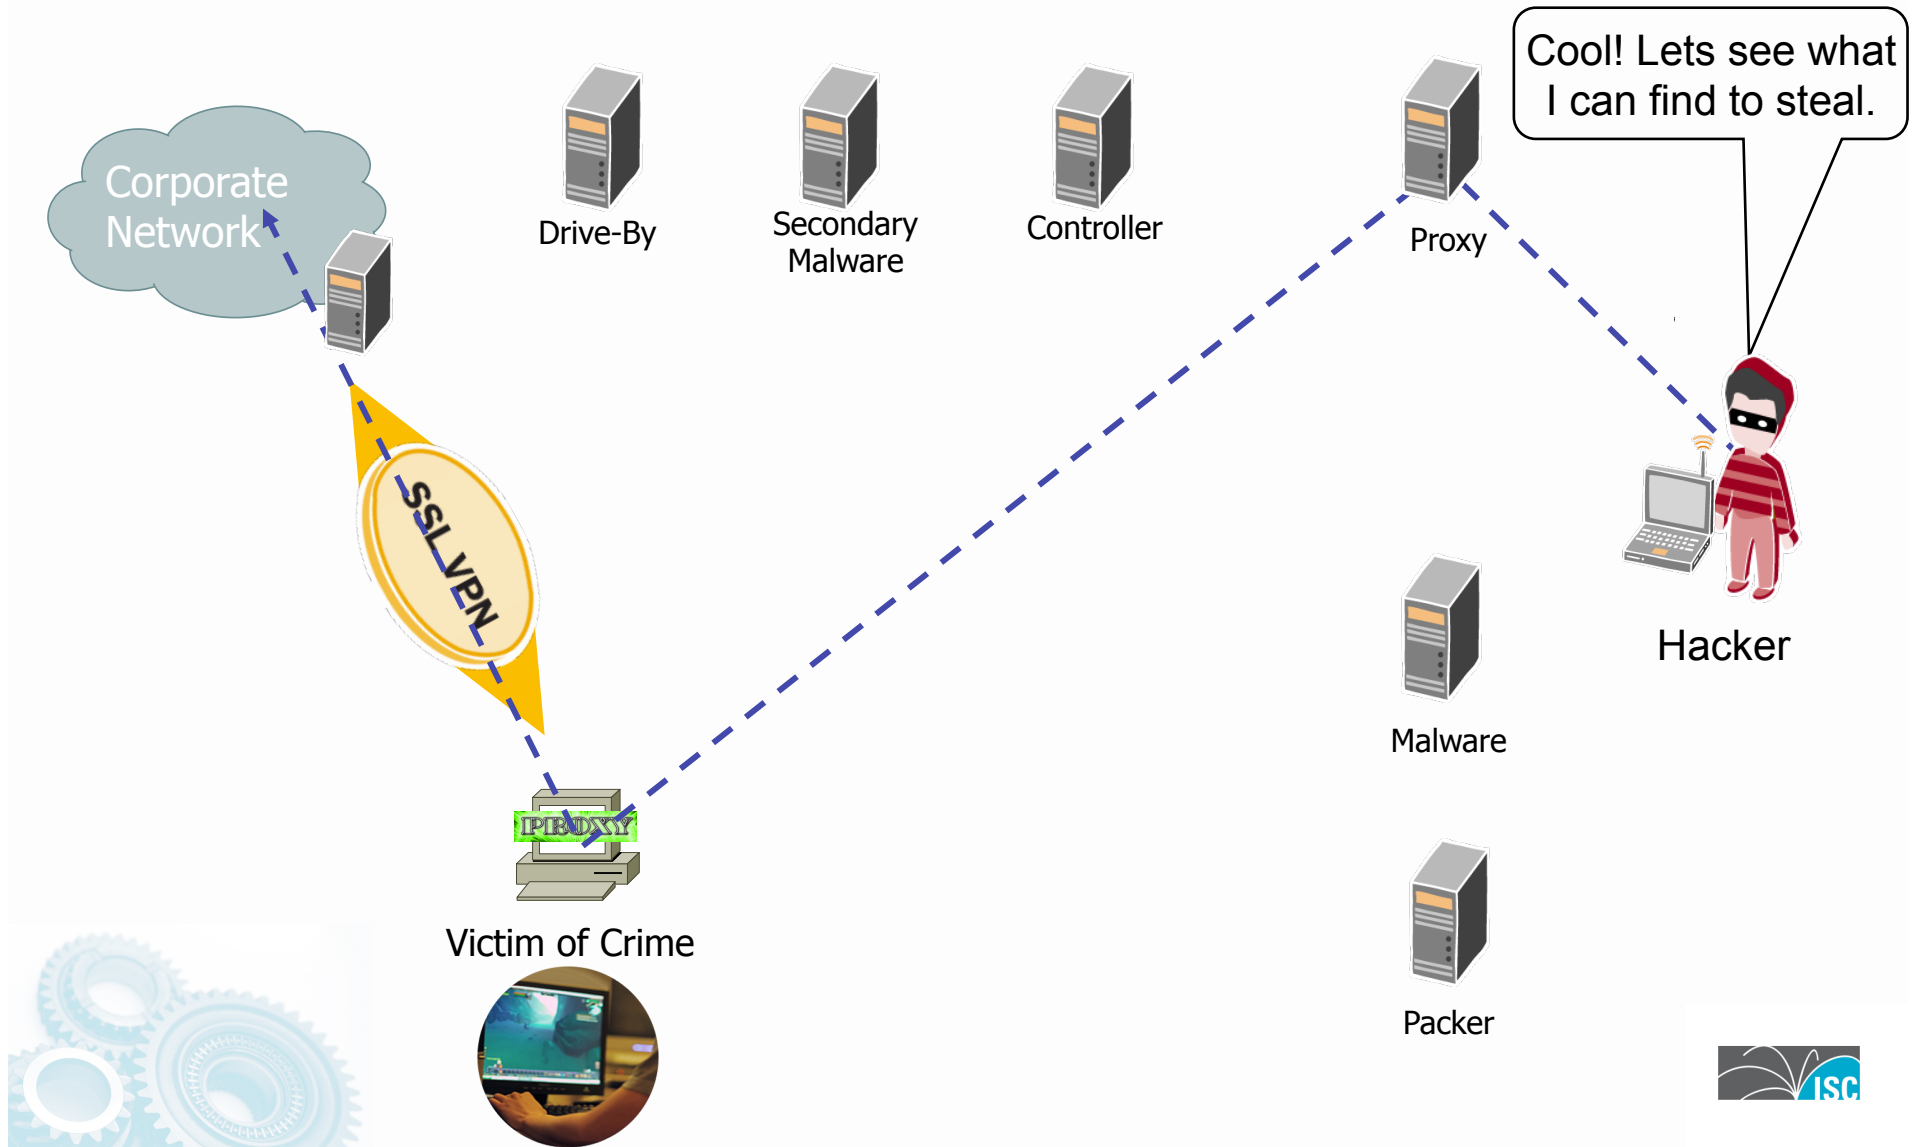 Cool! Lets see what
I can find to steal.
Corporate
Network
Drive-By
Secondary
Malware
Controller
Proxy
SSL VPN
Hacker
Malware
PROXY
Victim of Crime
Packer
ISC